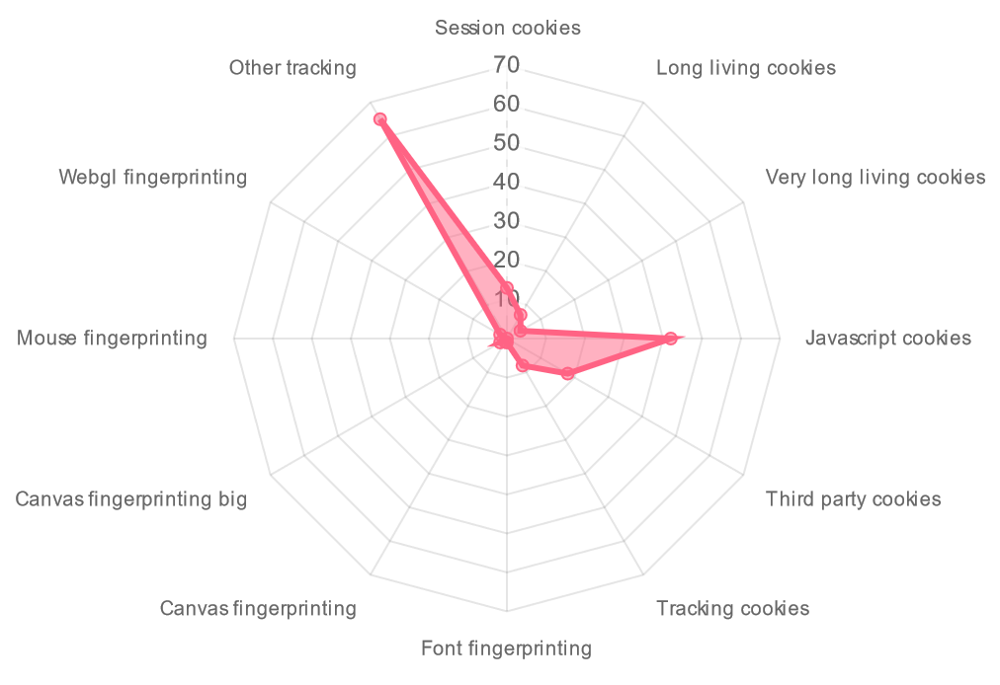 Session cookies
Other tracking
Long living cookies
70
60
50
40
30
20
10
Webgl fingerprinting
Very long living cookies
Mouse fingerprinting
Javascript cookies
Canvas fingerprinting big
Third party cookies
Canvas fingerprinting
Tracking cookies
Font fingerprinting